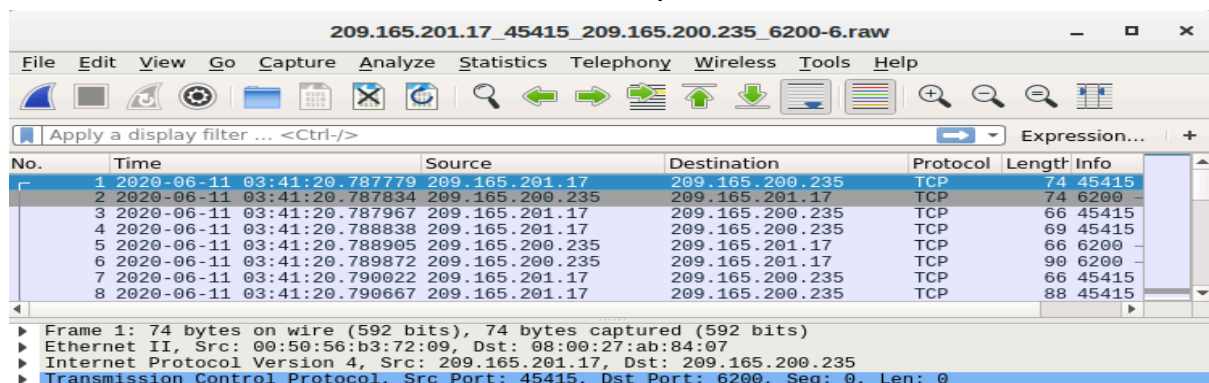 209.165.201.17_45415_209.165.200.235_6200-6.raw
File Edit View Go Capture Analyze Statistics Telephony Wireless Tools Help
Apply a display filter ... <Ctrl-/> Expression... +
No. Time Source Destination Protocol Length Info
1 2020-06-11 03:41:20.787779 209.165.201.17 209.165.200.235 TCP 74 45415
2 2020-06-11 03:41:20.787834 209.165.200.235 209.165.201.17 TCP 74 6200
3 2020-06-11 03:41:20.787967 209.165.201.17 209.165.200.235 TCP 66 45415
4 2020-06-11 03:41:20.788838 209.165.201.17 209.165.200.235 TCP 69 45415
5 2020-06-11 03:41:20.788905 209.165.200.235 209.165.201.17 TCP 66 6200
6 2020-06-11 03:41:20.789872 209.165.200.235 209.165.201.17 TCP 90 6200
7 2020-06-11 03:41:20.790022 209.165.201.17 209.165.200.235 TCP 66 45415
8 2020-06-11 03:41:20.790667 209.165.201.17 209.165.200.235 TCP 88 45415
Frame 1: 74 bytes on wire (592 bits), 74 bytes captured (592 bits)
Ethernet II, Src: 00:50:56:b3:72:09, Dst: 08:00:27:ab:84:07
Internet Protocol Version 4, Src: 209.165.201.17, Dst: 209.165.200.235
Transmission Control Protocol, Src Port: 45415, Dst Port: 6200, Seq: 0, Len: 0